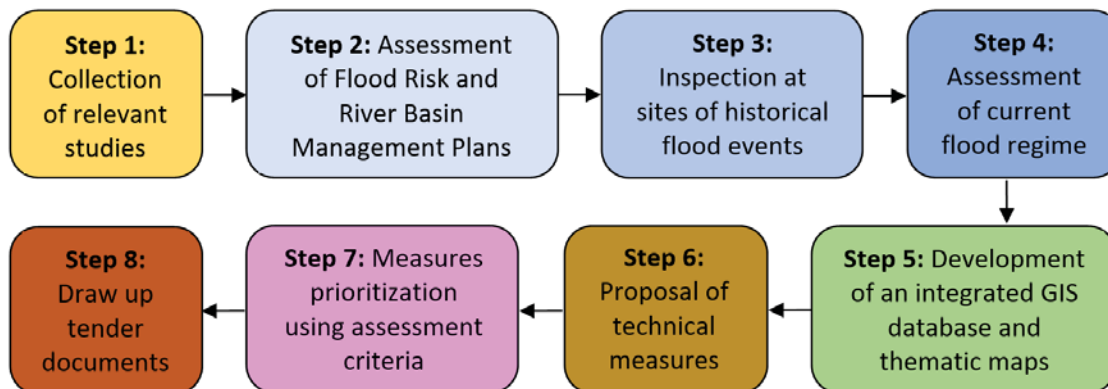 Step 1:
Collection
of relevant
studies
Step 2: Assessment
of Flood Risk and
River Basin
Management Plans
Step 3:
Inspection at
sites of historical
flood events
Step 4:
Assessment
of current
flood regime
Step 5: Development
of an integrated GIS
database and
thematic maps
Step 6:
Proposal of
technical
measures
Step 7: Measures
prioritization
using assessment
criteria
Step 8:
Draw up
tender
documents